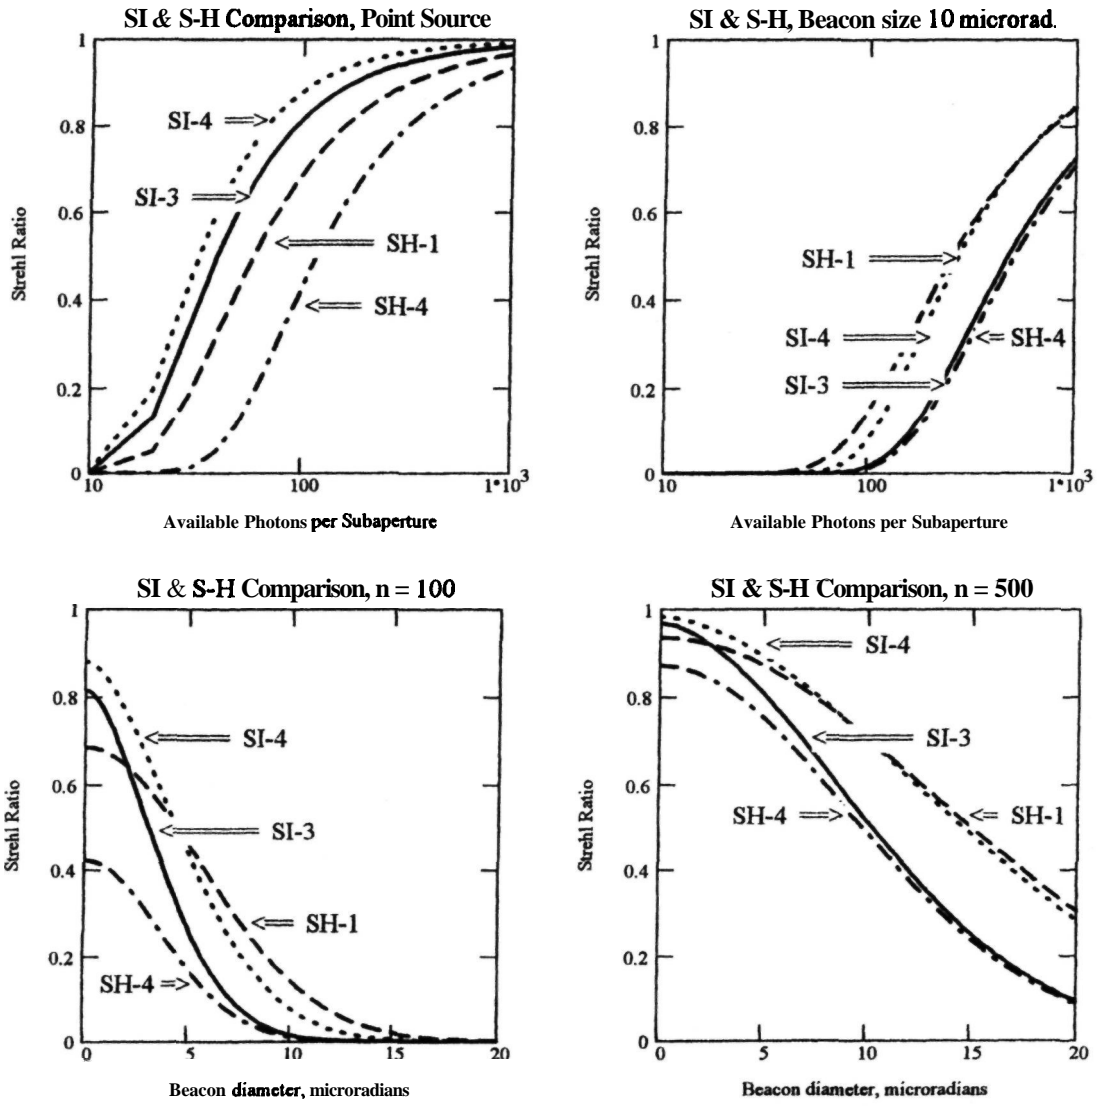 SI & S-H Comparison, Point Source
1
0.8
0.6
0.4
0.2
0
Strehl Ratio
SI-4
SI-3
SH-1
SH-4
10
100
1•10³
Available Photons per Subaperture
SI & S-H, Beacon size 10 microrad.
1
0.8
0.6
0.4
0.2
0
Strehl Ratio
SH-1
SI-4
SH-4
SI-3
10
100
1•10³
Available Photons per Subaperture
SI & S-H Comparison, n = 100
1
0.8
0.6
0.4
0.2
0
Strehl Ratio
SI-4
SI-3
SH-1
SH-4
0
5
10
15
20
Beacon diameter, microradians
SI & S-H Comparison, n = 500
1
0.8
0.6
0.4
0.2
0
Strehl Ratio
SI-4
SI-3
SH-4
SH-1
0
5
10
15
20
Beacon diameter, microradians